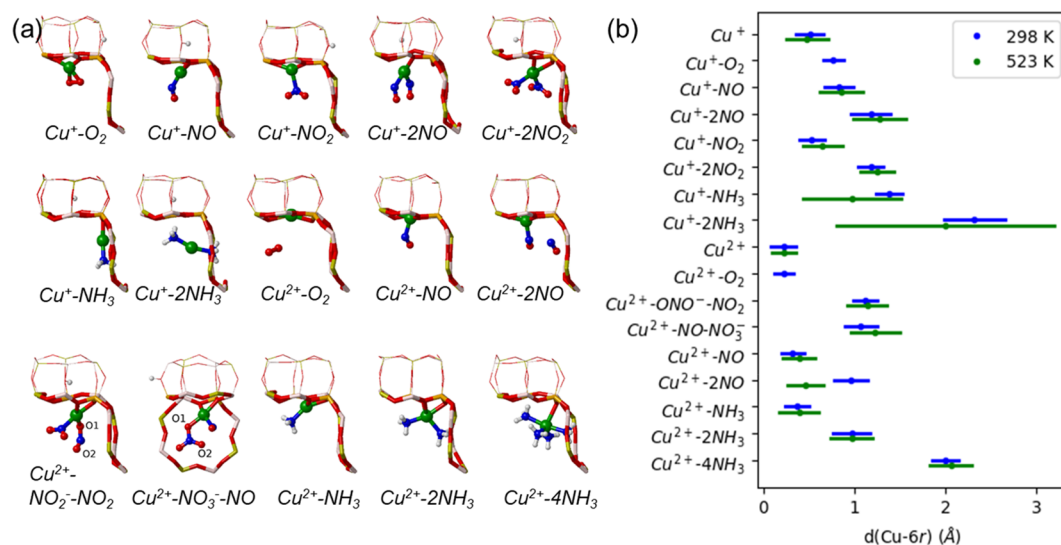 (a)
Cu⁺-O₂
Cu⁺-NO
Cu⁺-NO₂
Cu⁺-2NO
Cu⁺-2NO₂
Cu⁺-NH₃
Cu⁺-2NH₃
Cu²⁺-O₂
Cu²⁺-NO
Cu²⁺-2NO
O1
O2
Cu²⁺-
NO₂⁻-NO₂
O1
O2
Cu²⁺-NO₃⁻-NO
Cu²⁺-NH₃
Cu²⁺-2NH₃
Cu²⁺-4NH₃
(b)
298 K
523 K
Cu⁺
Cu⁺-O₂
Cu⁺-NO
Cu⁺-2NO
Cu⁺-NO₂
Cu⁺-2NO₂
Cu⁺-NH₃
Cu⁺-2NH₃
Cu²⁺
Cu²⁺-O₂
Cu²⁺-ONO⁻-NO₂
Cu²⁺-NO-NO₃⁻
Cu²⁺-NO
Cu²⁺-2NO
Cu²⁺-NH₃
Cu²⁺-2NH₃
Cu²⁺-4NH₃
0 1 2 3
d(Cu-6r) (Å)